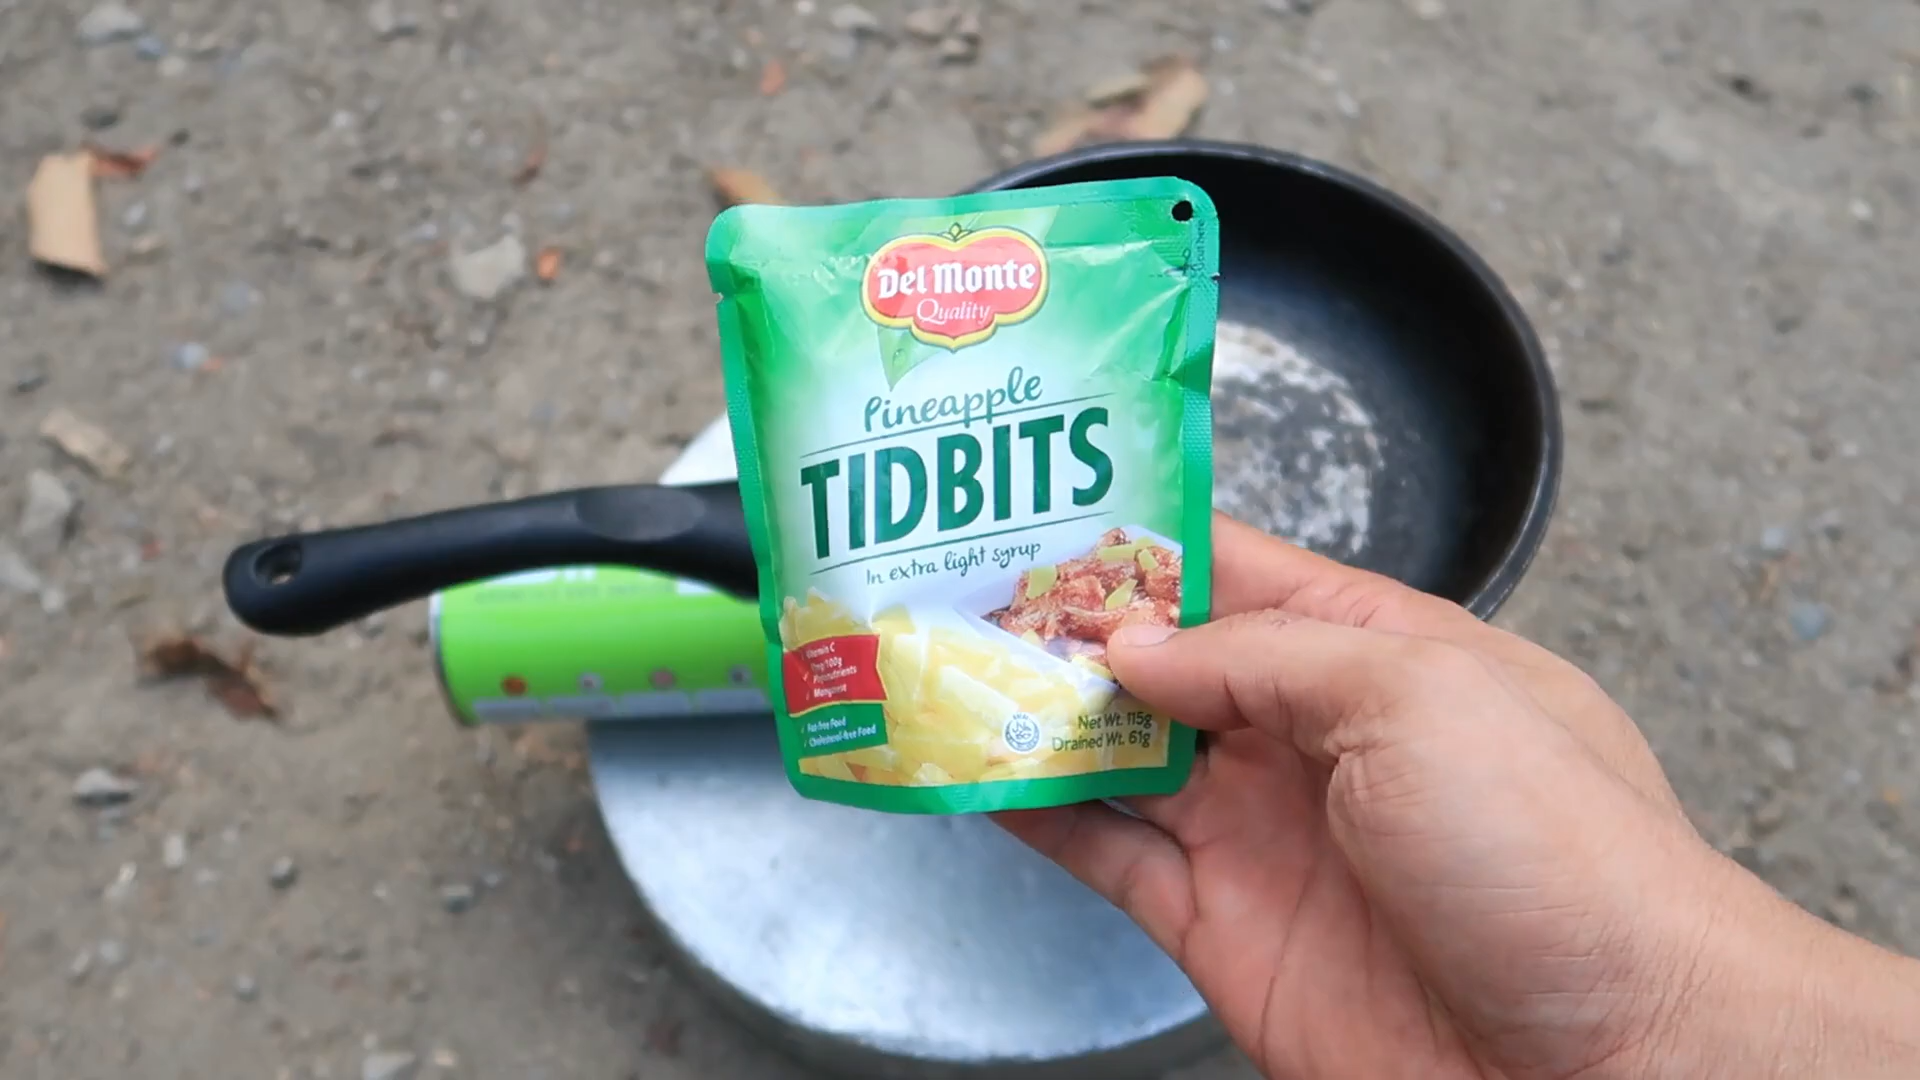 Del Monte
Quality
Pineapple
TIDBITS
In extra light syrup
Vitamin C
Phytonutrients
Manganese
Fat-free Food
Cholesterol-free Food
Net Wt. 115g
Drained Wt. 61g